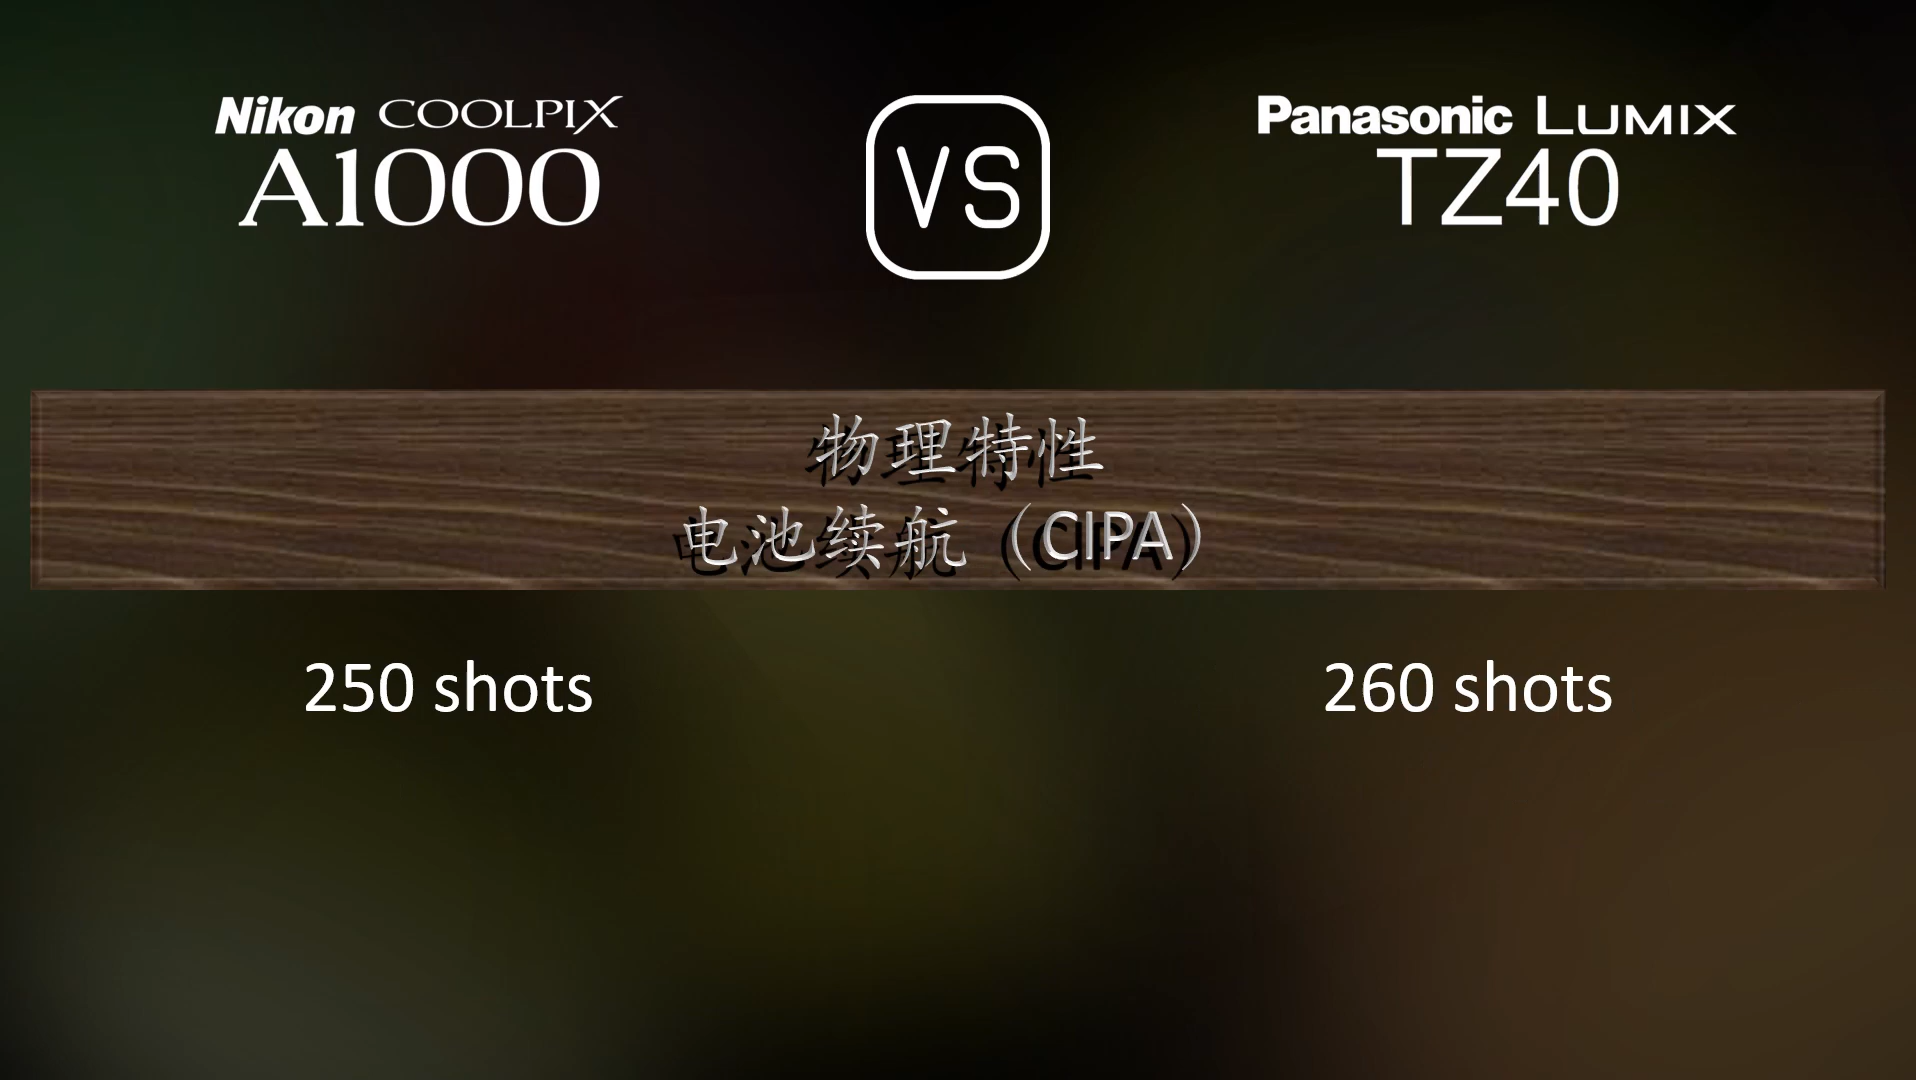 Nikon COOLPIX
A1000
VS
Panasonic LUMIX
TZ40
物理特性
电池续航（CIPA）
250 shots
260 shots